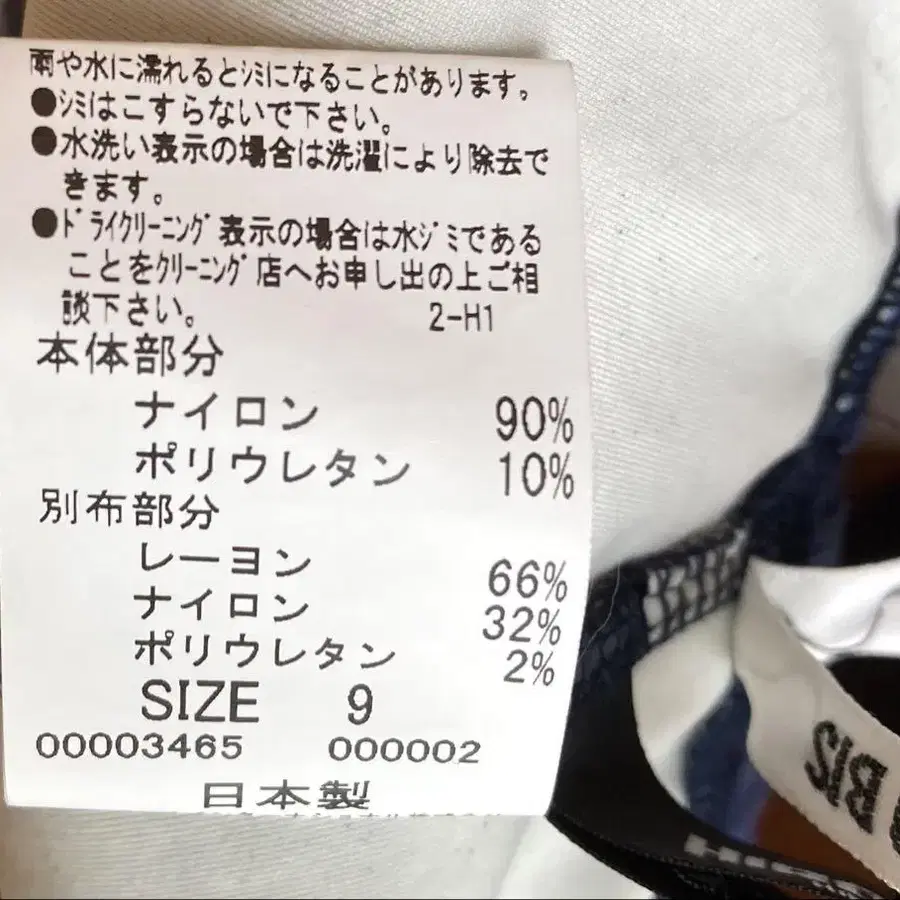 雨や水に濡れるとｼﾐになることがあります。
●ｼﾐはこすらないで下さい。
●水洗い表示の場合は洗濯により除去で
きます。
●ﾄﾞﾗｲｸﾘｰﾆﾝｸﾞ表示の場合は水ｼﾞﾐである
ことをｸﾘｰﾆﾝｸﾞ店へお申し出の上ご相
談下さい。 2-H1
本体部分
ナイロン 90%
ポリウレタン 10%
別布部分
レーヨン 66%
ナイロン 32%
ポリウレタン 2%
SIZE 9
00003465 000002
日本製
BIS